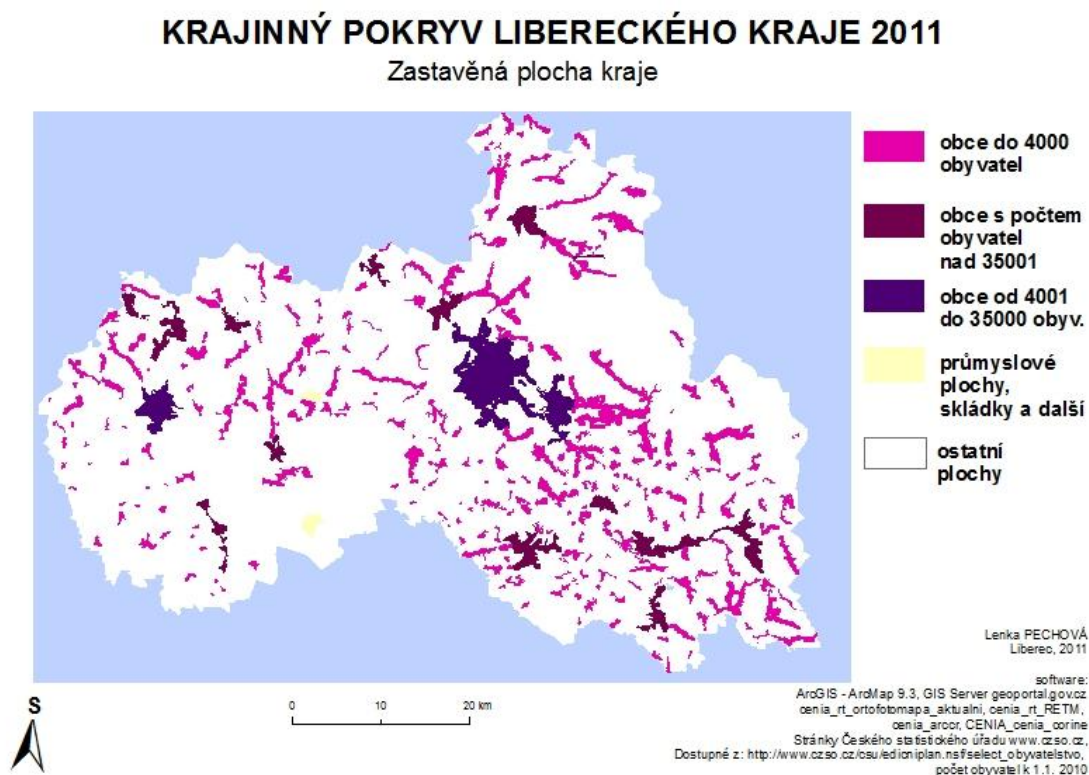 KRAJINNÝ POKRYV LIBERECKÉHO KRAJE 2011
Zastavěná plocha kraje
obce do 4000
obyvatel
obce s počtem
obyvatel
nad 35001
obce od 4001
do 35000 obyv.
průmyslové
plochy,
skládky a další
ostatní
plochy
Lenka PECHOVÁ
Liberec, 2011
software:
ArcGIS - ArcMap 9.3, GIS Server geoportal.gov.cz
cenia_rt_ortofotomapa_aktualni, cenia_rt_RETM,
cenia_arccr, CENIA_cenia_corine
Stránky Českého statistického úřadu www.czso.cz,
Dostupné z: http://www.czso.cz/csu/edicniplan.nsf/select_obyvatelstvo,
počet obyvatel k 1.1. 2010
S
0 10 20 km